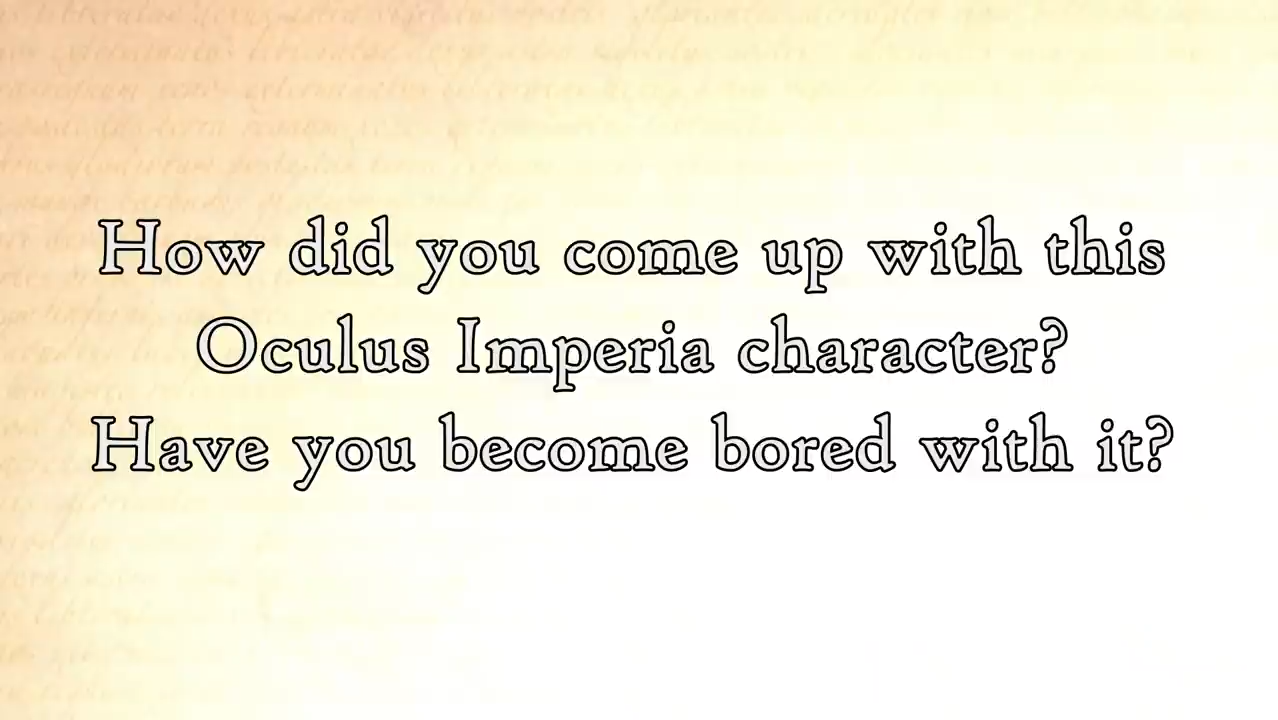 How did you come up with this
Oculus Imperia character?
Have you become bored with it?